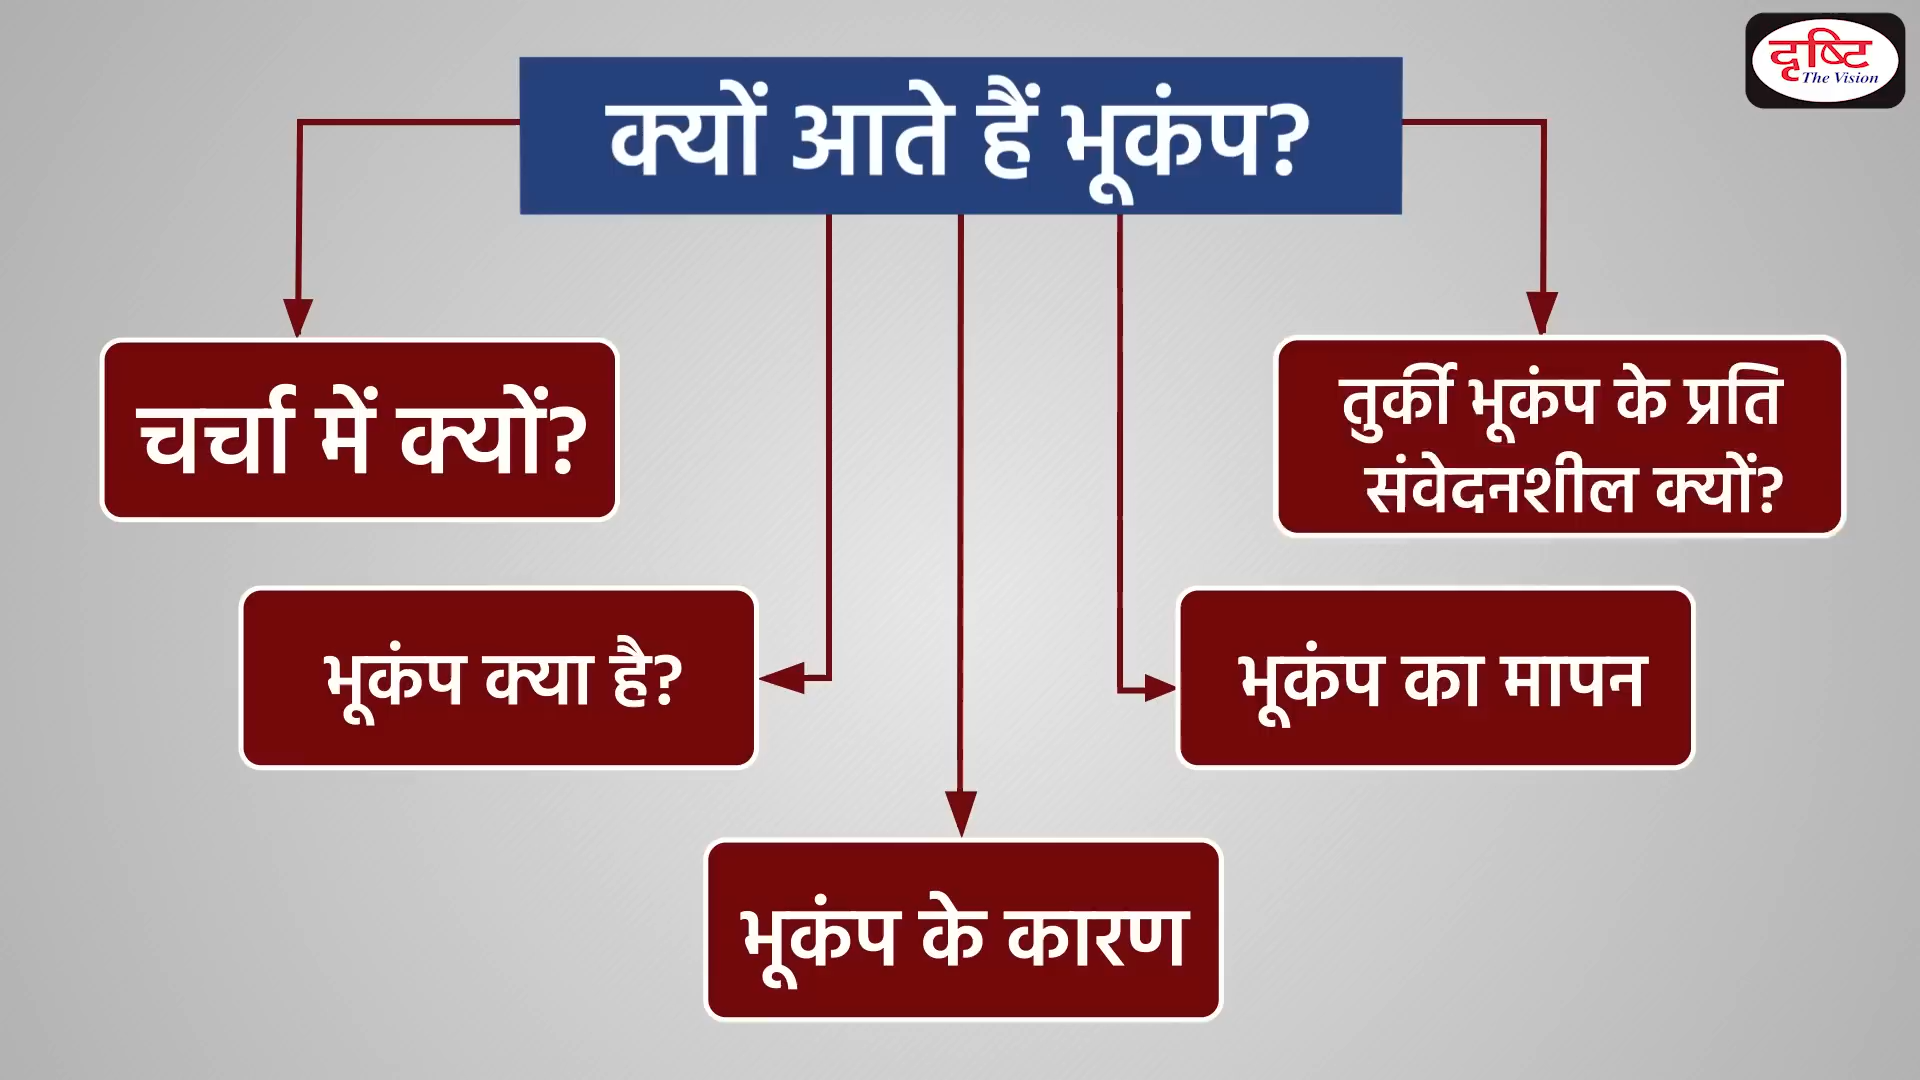 दृष्टि
The Vision
क्यों आते हैं भूकंप?
चर्चा में क्यों?
तुर्की भूकंप के प्रति
संवेदनशील क्यों?
भूकंप क्या है?
भूकंप का मापन
भूकंप के कारण